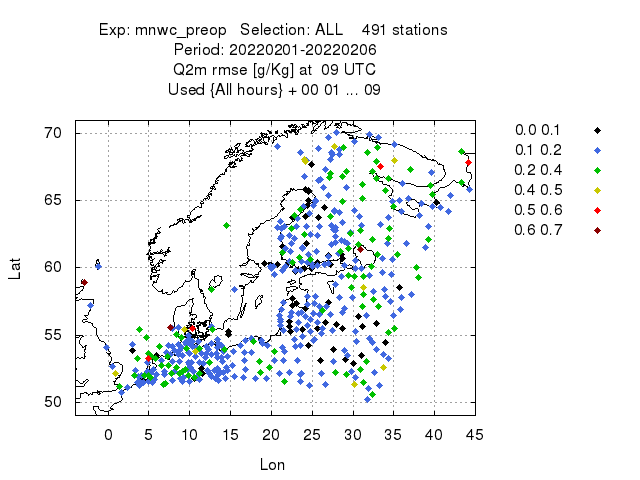 Exp: mnwc_preop Selection: ALL 491 stations
Period: 20220201-20220206
Q2m rmse [g/Kg] at 09 UTC
Used {All hours} + 00 01 ... 09
0.0 0.1
0.1 0.2
0.2 0.4
0.4 0.5
0.5 0.6
0.6 0.7
Lat
70
65
60
55
50
0 5 10 15 20 25 30 35 40 45
Lon